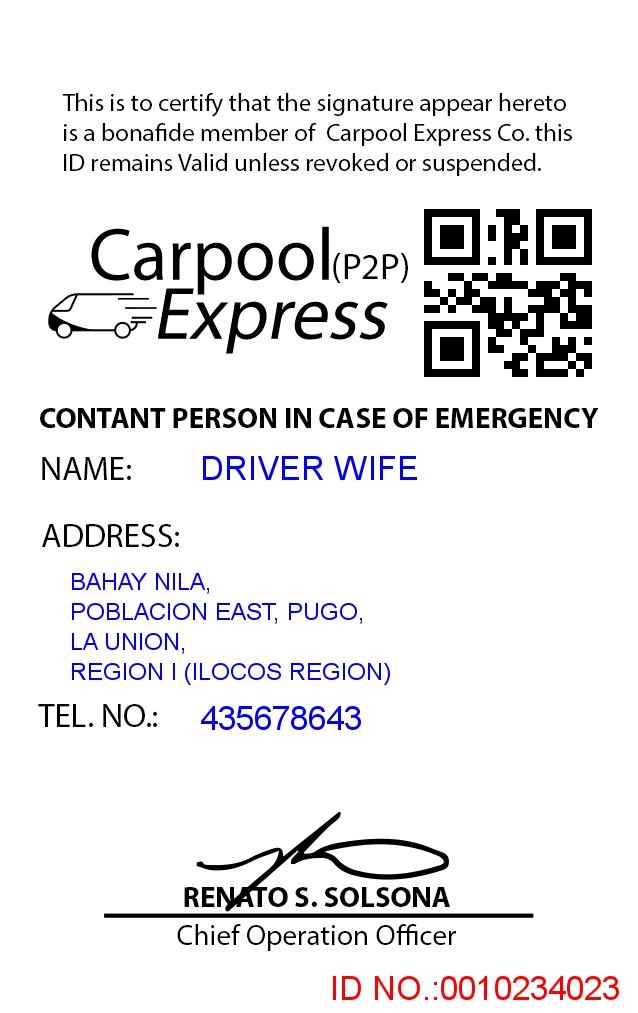 This is to certify that the signature appear hereto
is a bonafide member of  Carpool Express Co. this
ID remains Valid unless revoked or suspended.
Carpool(P2P)
Express
CONTANT PERSON IN CASE OF EMERGENCY
NAME: DRIVER WIFE
ADDRESS:
BAHAY NILA,
POBLACION EAST, PUGO,
LA UNION,
REGION I (ILOCOS REGION)
TEL. NO.: 435678643
RENATO S. SOLSONA
Chief Operation Officer
ID NO.:0010234023